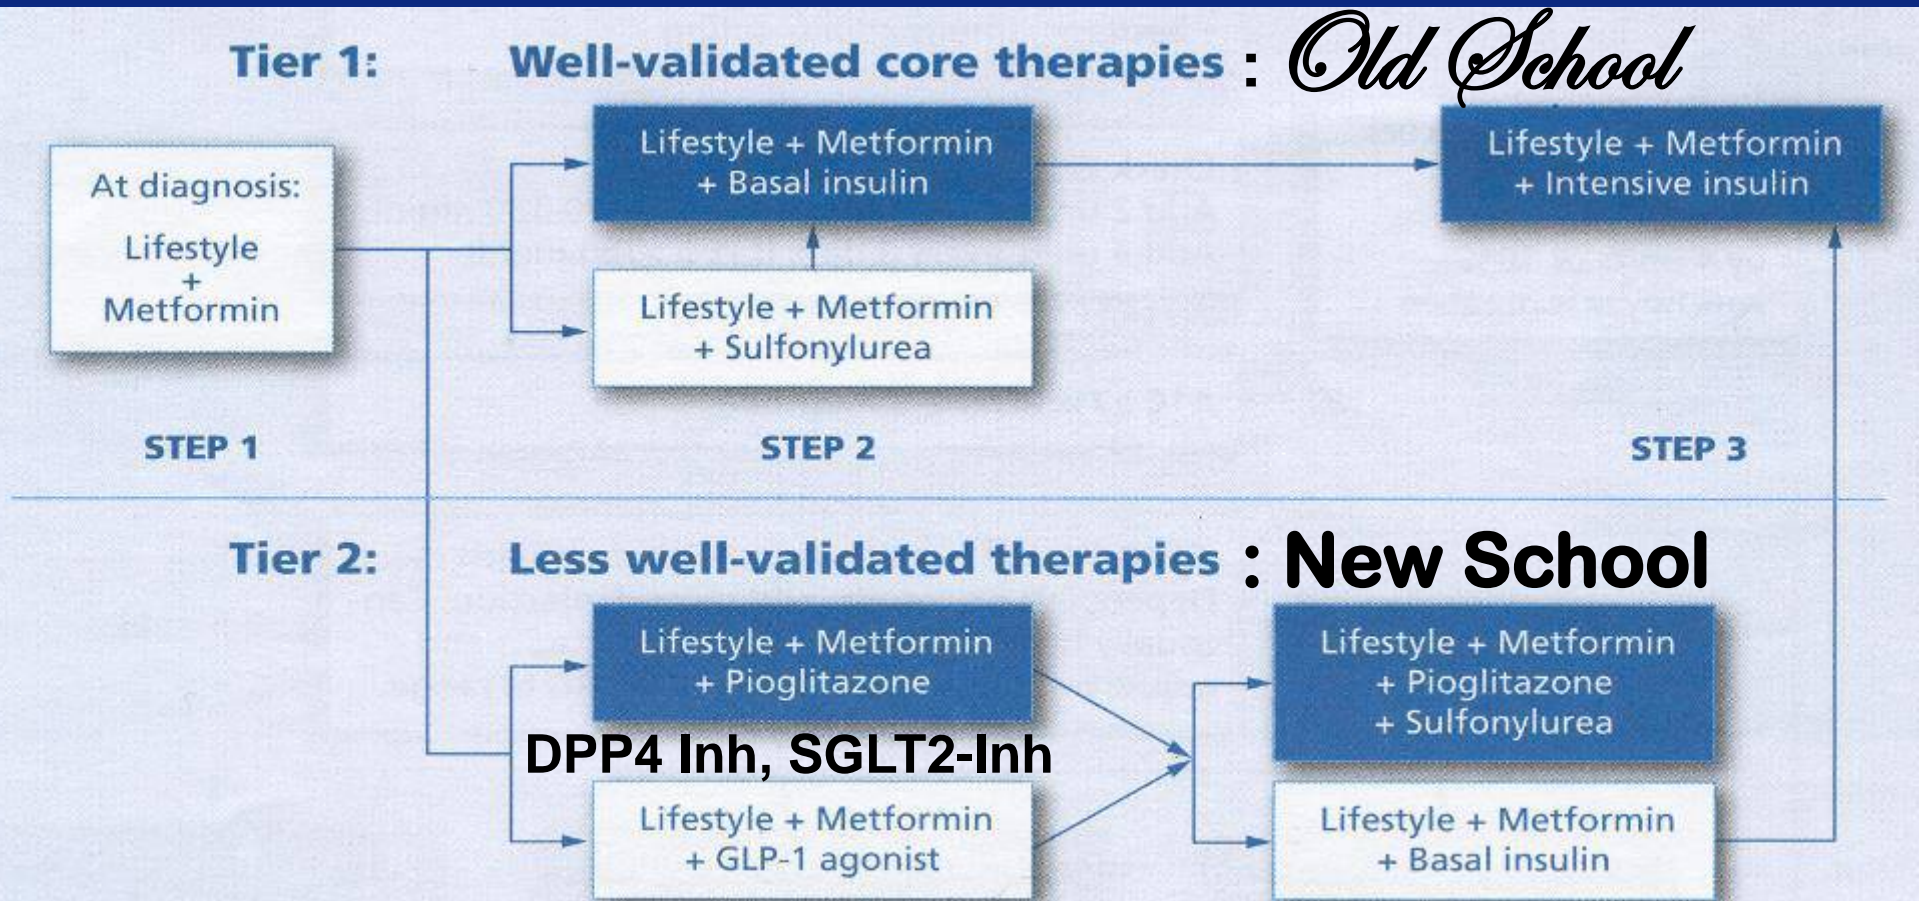 Tier 1: Well-validated core therapies : Old School
At diagnosis:
Lifestyle
+
Metformin
Lifestyle + Metformin
+ Basal insulin
Lifestyle + Metformin
+ Sulfonylurea
Lifestyle + Metformin
+ Intensive insulin
STEP 1
STEP 2
STEP 3
Tier 2: Less well-validated therapies : New School
Lifestyle + Metformin
+ Pioglitazone
DPP4 Inh, SGLT2-Inh
Lifestyle + Metformin
+ GLP-1 agonist
Lifestyle + Metformin
+ Pioglitazone
+ Sulfonylurea
Lifestyle + Metformin
+ Basal insulin